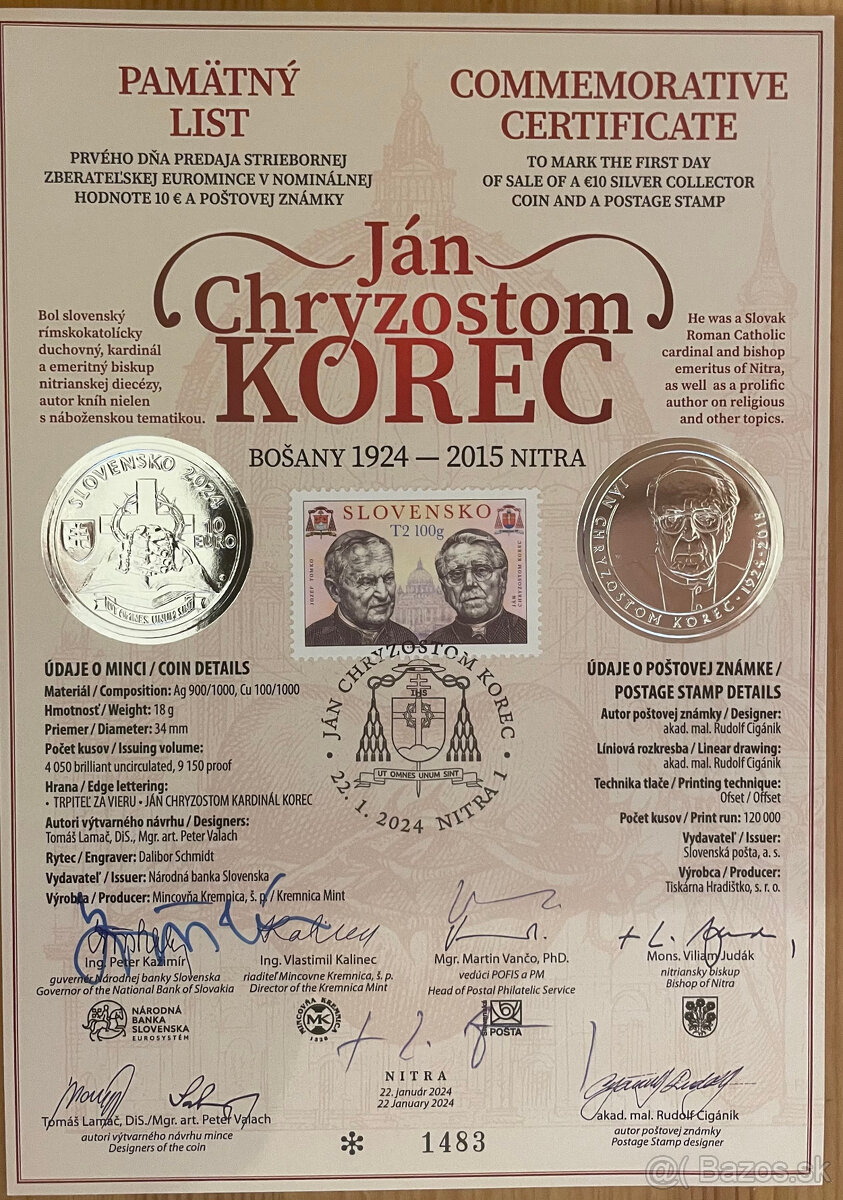 PAMÄTNÝ
LIST
PRVÉHO DŇA PREDAJA STRIEBORNEJ
ZBERATEĽSKEJ EUROMINCE V NOMINÁLNEJ
HODNOTE 10 € A POŠTOVEJ ZNÁMKY
COMMEMORATIVE
CERTIFICATE
TO MARK THE FIRST DAY
OF SALE OF A €10 SILVER COLLECTOR
COIN AND A POSTAGE STAMP
Ján
Chryzostom
KOREC
BOŠANY 1924 — 2015 NITRA
Bol slovenský
rímskokatolícky
duchovný, kardinál
a emeritný biskup
nitrianskej diecézy,
autor kníh nielen
s náboženskou tematikou.
He was a Slovak
Roman Catholic
cardinal and bishop
emeritus of Nitra,
as well as a prolific
author on religious
and other topics.
SLOVENSKO 2024
10
EURO
UT OMNES UNUM SINT
SLOVENSKO
T2 100g
JOZEF TOMKO
JÁN
CHRYZOSTOM KOREC
JÁN CHRYZOSTOM KOREC · 1924-2015
ÚDAJE O MINCI / COIN DETAILS
Materiál / Composition: Ag 900/1000, Cu 100/1000
Hmotnosť / Weight: 18 g
Priemer / Diameter: 34 mm
Počet kusov / Issuing volume:
4 050 brilliant uncirculated, 9 150 proof
Hrana / Edge lettering:
• TRPITEĽ ZA VIERU • JÁN CHRYZOSTOM KARDINÁL KOREC
Autori výtvarného návrhu / Designers:
Tomáš Lamač, DiS., Mgr. art. Peter Valach
Rytec / Engraver: Dalibor Schmidt
Vydavateľ / Issuer: Národná banka Slovenska
Výrobca / Producer: Mincovňa Kremnica, š. p. / Kremnica Mint
• JÁN CHRYZOSTOM KOREC •
IHS
UT OMNES UNUM SINT
22. 1. 2024 NITRA 1
ÚDAJE O POŠTOVEJ ZNÁMKE /
POSTAGE STAMP DETAILS
Autor poštovej známky / Designer:
akad. mal. Rudolf Cigánik
Líniová rozkresba / Linear drawing:
akad. mal. Rudolf Cigánik
Technika tlače / Printing technique:
Ofset / Offset
Počet kusov / Print run: 120 000
Vydavateľ / Issuer:
Slovenská pošta, a. s.
Výrobca / Producer:
Tiskárna Hradištko, s. r. o.
Ing. Peter Kažimír
guvernér Národnej banky Slovenska
Governor of the National Bank of Slovakia
Kalinec
Ing. Vlastimil Kalinec
riaditeľ Mincovne Kremnica, š. p.
Director of the Kremnica Mint
Mgr. Martin Vančo, PhD.
vedúci POFIS a PM
Head of Postal Philatelic Service
Mons. Viliam Judák
nitriansky biskup
Bishop of Nitra
NÁRODNÁ
BANKA
SLOVENSKA
EUROSYSTÉM
MINCOVŇA KREMNICA
MK
1328
POŠTA
NITRA
22. január 2024
22 January 2024
Tomáš Lamač, DiS./Mgr. art. Peter Valach
autori výtvarného návrhu mince
Designers of the coin
akad. mal. Rudolf Cigánik
autor poštovej známky
Postage Stamp designer
✻ 1483
@( Bazos.sk